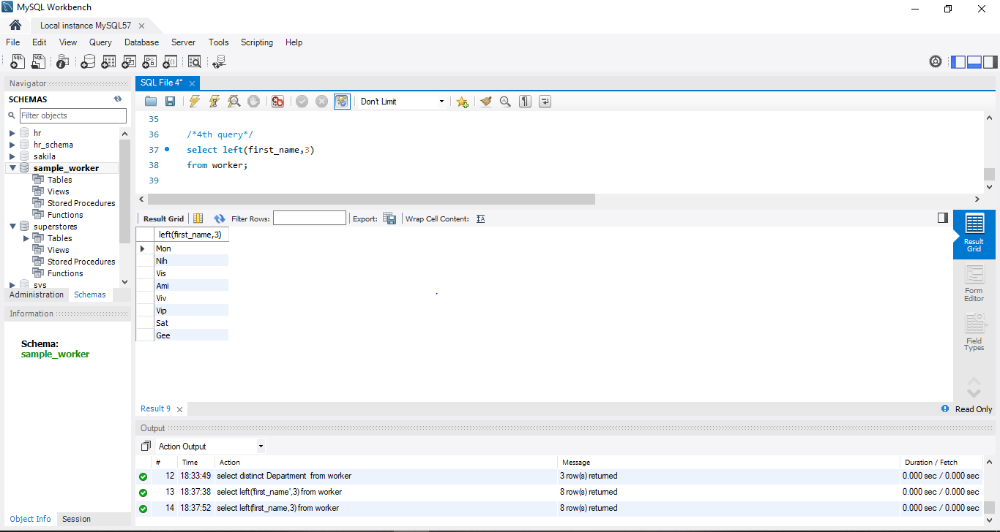 MySQL Workbench
Local instance MySQL57
File Edit View Query Database Server Tools Scripting Help
Navigator
SCHEMAS
Filter objects
hr
hr_schema
sakila
sample_worker
Tables
Views
Stored Procedures
Functions
superstores
Tables
Views
Stored Procedures
Functions
sys
Administration Schemas
Information
Schema:
sample_worker
Object Info Session
SQL File 4*
Don't Limit
35
36 /*4th query*/
37 select left(first_name,3)
38 from worker;
39
Result Grid Filter Rows: Export: Wrap Cell Content:
left(first_name,3)
Mon
Nih
Vis
Ami
Viv
Vip
Sat
Gee
Result Grid
Form Editor
Field Types
Result 9
Read Only
Output
Action Output
# Time Action Message Duration / Fetch
12 18:33:49 select distinct Department from worker 3 row(s) returned 0.000 sec / 0.000 sec
13 18:37:38 select left('first_name',3) from worker 8 row(s) returned 0.000 sec / 0.000 sec
14 18:37:52 select left(first_name,3) from worker 8 row(s) returned 0.000 sec / 0.000 sec